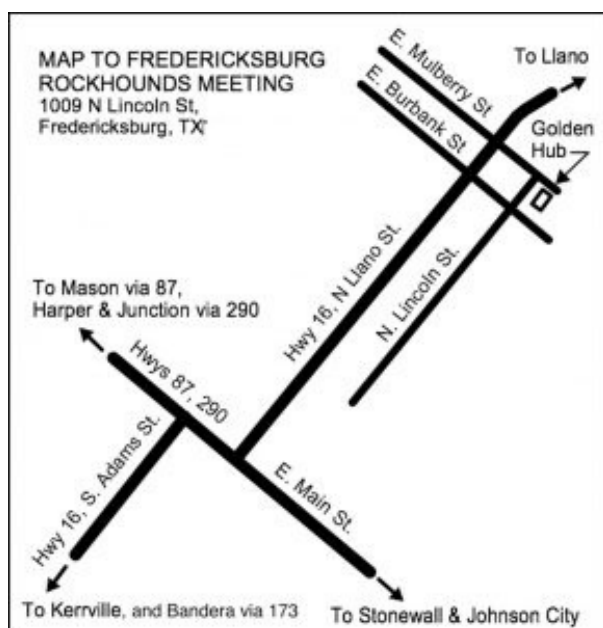 MAP TO FREDERICKSBURG
ROCKHOUNDS MEETING
1009 N Lincoln St,
Fredericksburg, TX
E. Mulberry St
E. Burbank St
To Llano
Golden
Hub
Hwy 16, N Llano St.
N. Lincoln St.
To Mason via 87,
Harper & Junction via 290
Hwys 87, 290
Hwy 16, S. Adams St.
E. Main St.
To Kerrville, and Bandera via 173
To Stonewall & Johnson City